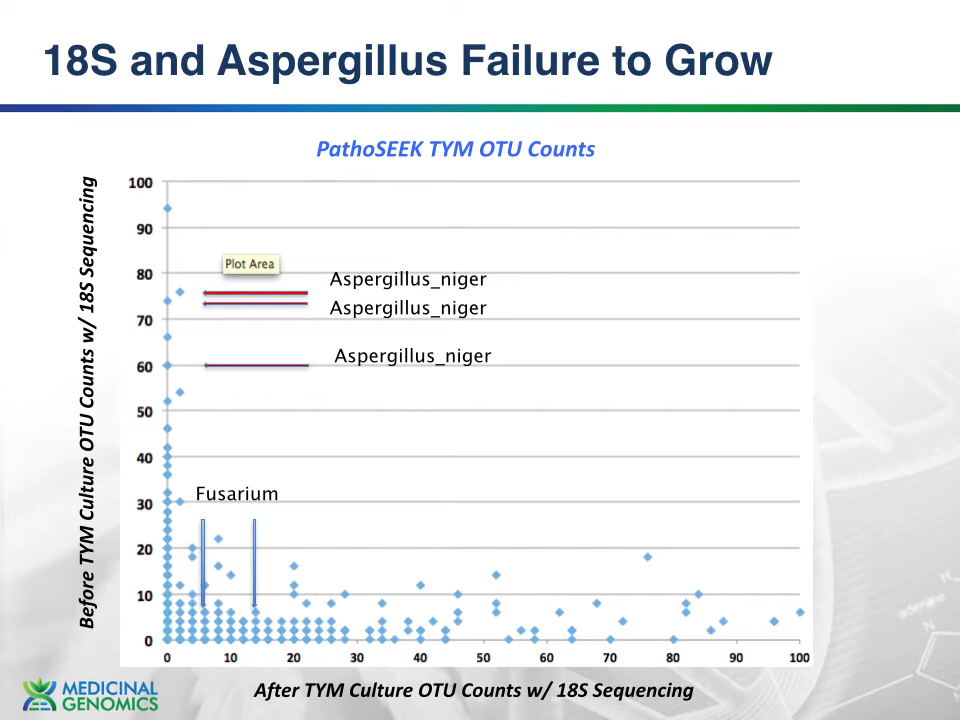 18S and Aspergillus Failure to Grow
PathoSEEK TYM OTU Counts
Before TYM Culture OTU Counts w/ 18S Sequencing
100
90
80
70
60
50
40
30
20
10
0
Plot Area
Aspergillus_niger
Aspergillus_niger
Aspergillus_niger
Fusarium
0 10 20 30 40 50 60 70 80 90 100
After TYM Culture OTU Counts w/ 18S Sequencing
MEDICINAL
GENOMICS
adenine
H
N